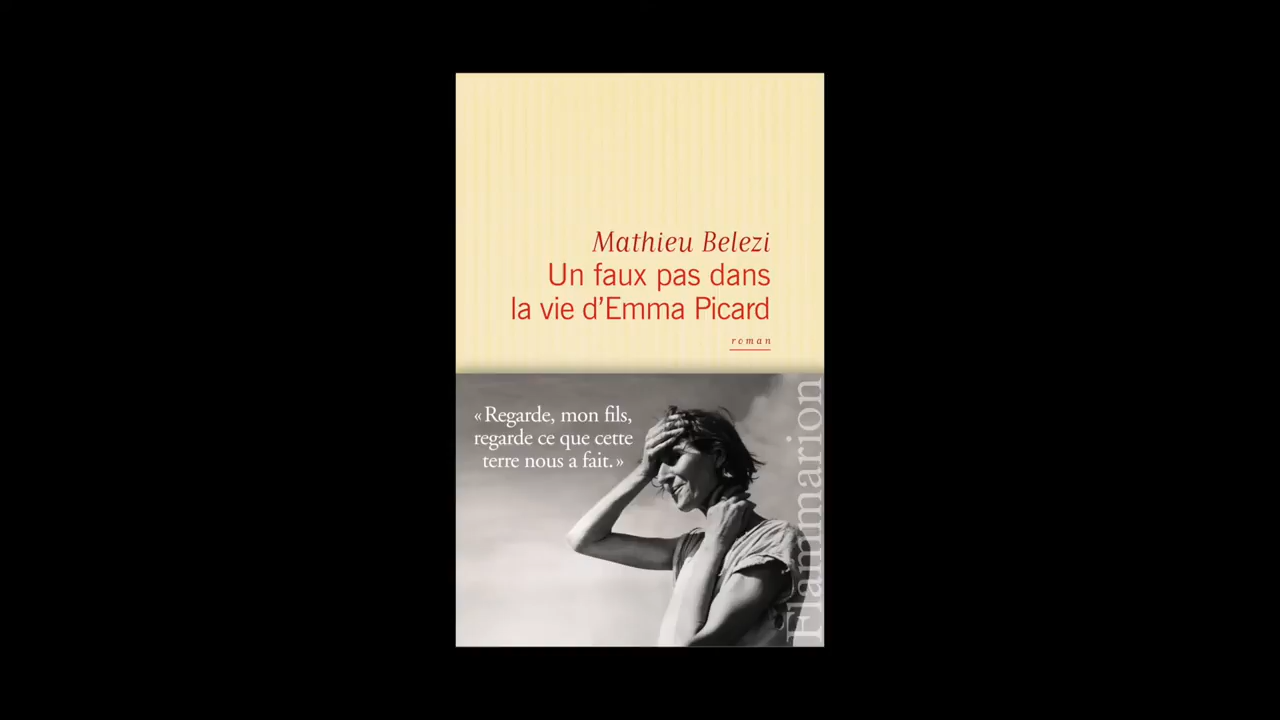 Mathieu Belezi
Un faux pas dans
la vie d’Emma Picard
roman
« Regarde, mon fils,
regarde ce que cette
terre nous a fait. »
Flammarion